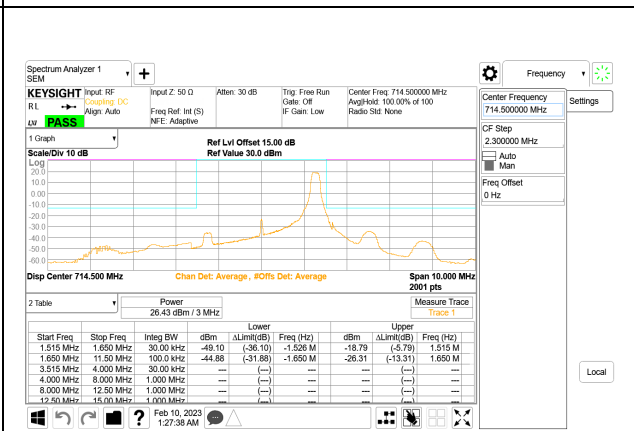 Spectrum Analyzer 1
SEM
+
Frequency
KEYSIGHT Input: RF Input Z: 50 Ω Atten: 30 dB Trig: Free Run Center Freq: 714.500000 MHz
Coupling: DC Gate: Off Avg|Hold: 100.00% of 100
RL Align: Auto Freq Ref: Int (S) IF Gain: Low Radio Std: None
LXI PASS NFE: Adaptive
Center Frequency
714.500000 MHz
Settings
CF Step
2.300000 MHz
Auto
Man
Freq Offset
0 Hz
Local
1 Graph
Ref Lvl Offset 15.00 dB
Scale/Div 10 dB Ref Value 30.0 dBm
Log
20.0
10.0
0.00
-10.0
-20.0
-30.0
-40.0
-50.0
-60.0
Disp Center 714.500 MHz Chan Det: Average, #Offs Det: Average Span 10.000 MHz
2001 pts
2 Table Power Measure Trace
26.43 dBm / 3 MHz Trace 1
Lower Upper
Start Freq Stop Freq Integ BW dBm ΔLimit(dB) Freq (Hz) dBm ΔLimit(dB) Freq (Hz)
1.515 MHz 1.650 MHz 30.00 kHz -49.10 (-36.10) -1.526 M -18.79 (-5.79) 1.515 M
1.650 MHz 11.50 MHz 100.0 kHz -44.88 (-31.88) -1.650 M -26.31 (-13.31) 1.650 M
3.515 MHz 4.000 MHz 30.00 kHz --- (---) --- --- (---) ---
4.000 MHz 8.000 MHz 1.000 MHz --- (---) --- --- (---) ---
8.000 MHz 12.50 MHz 1.000 MHz --- (---) --- --- (---) ---
12.50 MHz 15.00 MHz 1.000 MHz --- (---) --- --- (---) ---
? Feb 10, 2023
1:27:38 AM